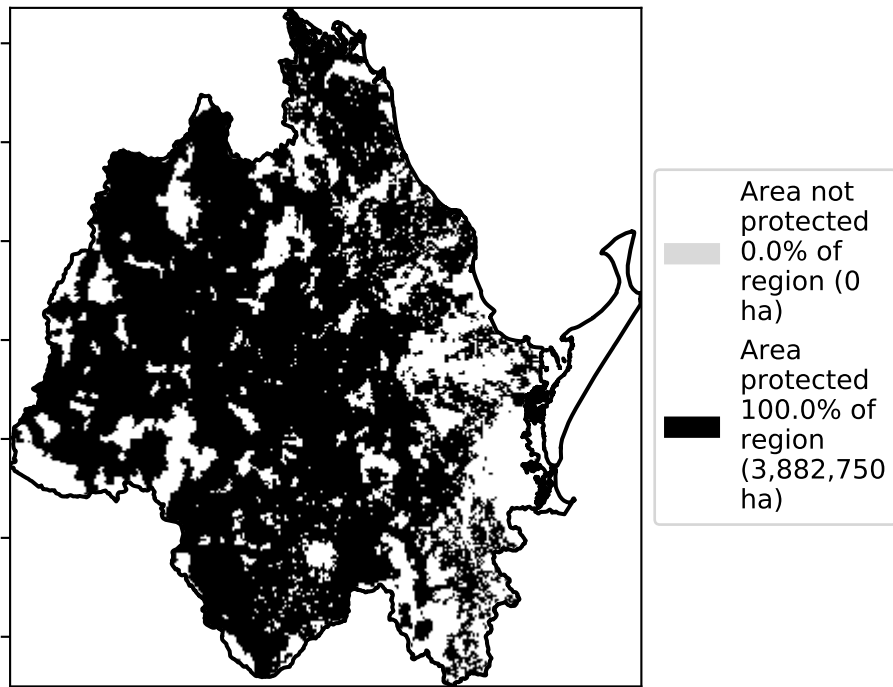 Area not
protected
0.0% of
region (0
ha)
Area
protected
100.0% of
region
(3,882,750
ha)